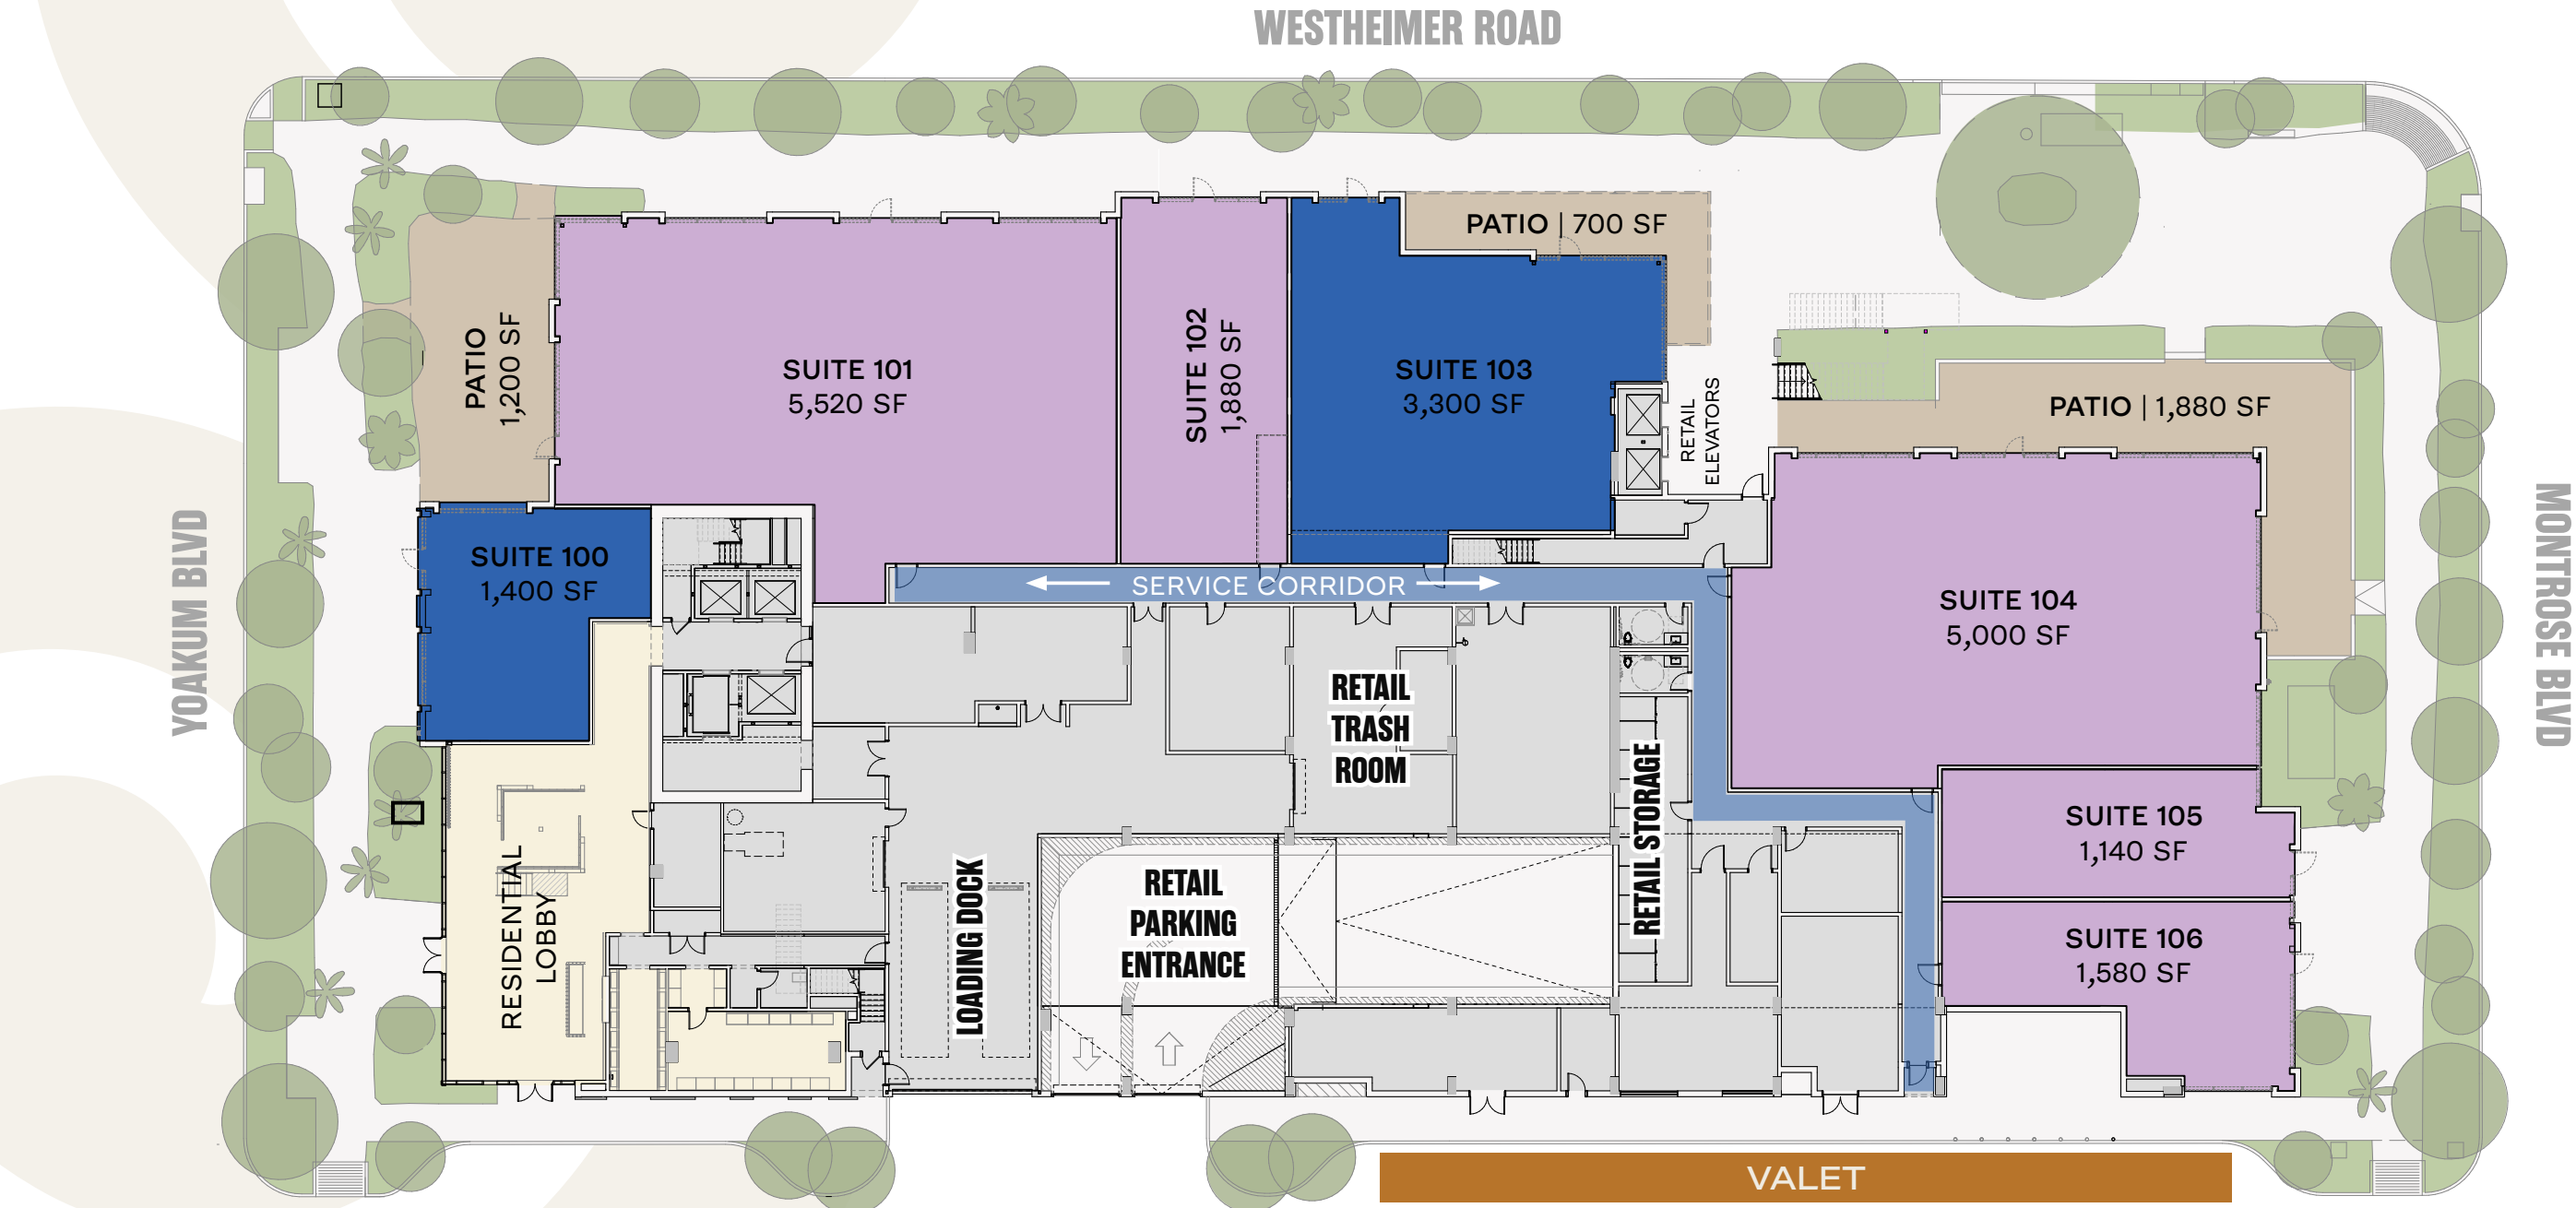 WESTHEIMER ROAD
PATIO | 700 SF
PATIO
1,200 SF
SUITE 101
5,520 SF
SUITE 102
1,880 SF
SUITE 103
3,300 SF
RETAIL
ELEVATORS
PATIO | 1,880 SF
YOAKUM BLVD
SUITE 100
1,400 SF
SERVICE CORRIDOR
SUITE 104
5,000 SF
MONTROSE BLVD
RETAIL
TRASH
ROOM
RETAIL STORAGE
SUITE 105
1,140 SF
RESIDENTIAL
LOBBY
LOADING DOCK
RETAIL
PARKING
ENTRANCE
SUITE 106
1,580 SF
VALET